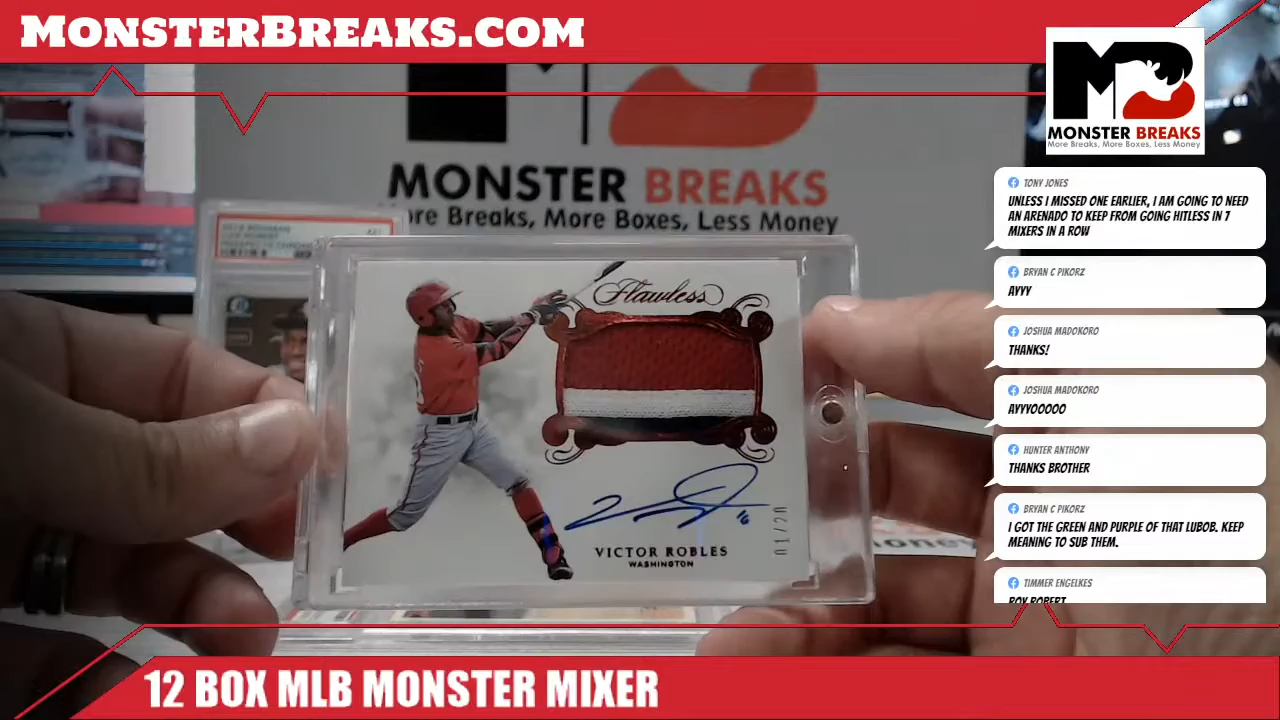 MONSTERBREAKS.COM
MB
MONSTER BREAKS
More Breaks, More Boxes, Less Money
MONSTER BREAKS
ore Breaks, More Boxes, Less Money
TONY JONES
UNLESS I MISSED ONE EARLIER, I AM GOING TO NEED
AN ARENADO TO KEEP FROM GOING HITLESS IN 7
MIXERS IN A ROW
BRYAN C PIKORZ
AYYY
JOSHUA MADOKORO
THANKS!
JOSHUA MADOKORO
AYYYOOOOO
HUNTER ANTHONY
THANKS BROTHER
BRYAN C PIKORZ
I GOT THE GREEN AND PURPLE OF THAT LUBOB. KEEP
MEANING TO SUB THEM.
TIMMER ENGELKES
ROY ROBERT
Flawless
16
01/20
VICTOR ROBLES
WASHINGTON
12 BOX MLB MONSTER MIXER